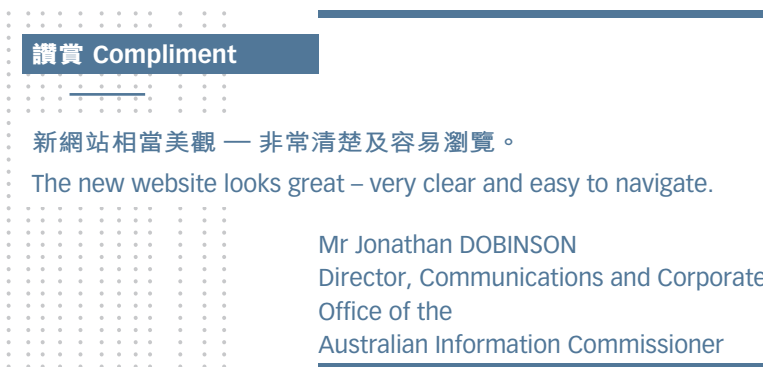 讚賞 Compliment
新網站相當美觀 — 非常清楚及容易瀏覽。
The new website looks great – very clear and easy to navigate.
Mr Jonathan DOBINSON
Director, Communications and Corporate
Office of the
Australian Information Commissioner